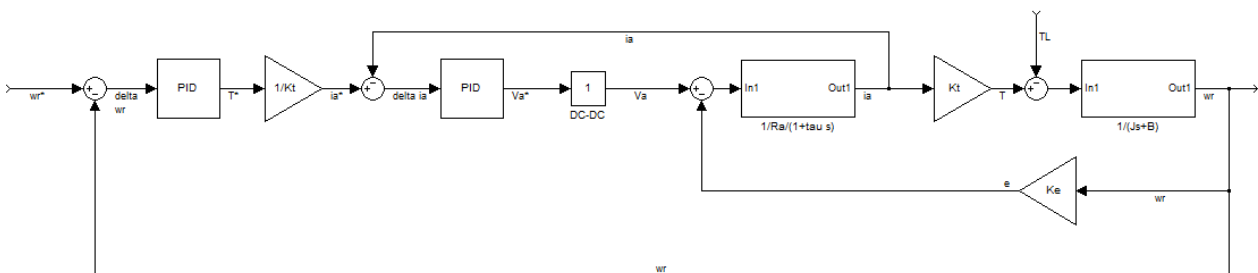 ia
TL
wr*
delta
wr
PID
T*
1/Kt
ia*
delta ia
PID
Va*
1
DC-DC
Va
In1
Out1
1/Ra/(1+tau s)
ia
Kt
T
In1
Out1
1/(Js+B)
wr
e
Ke
wr
wr